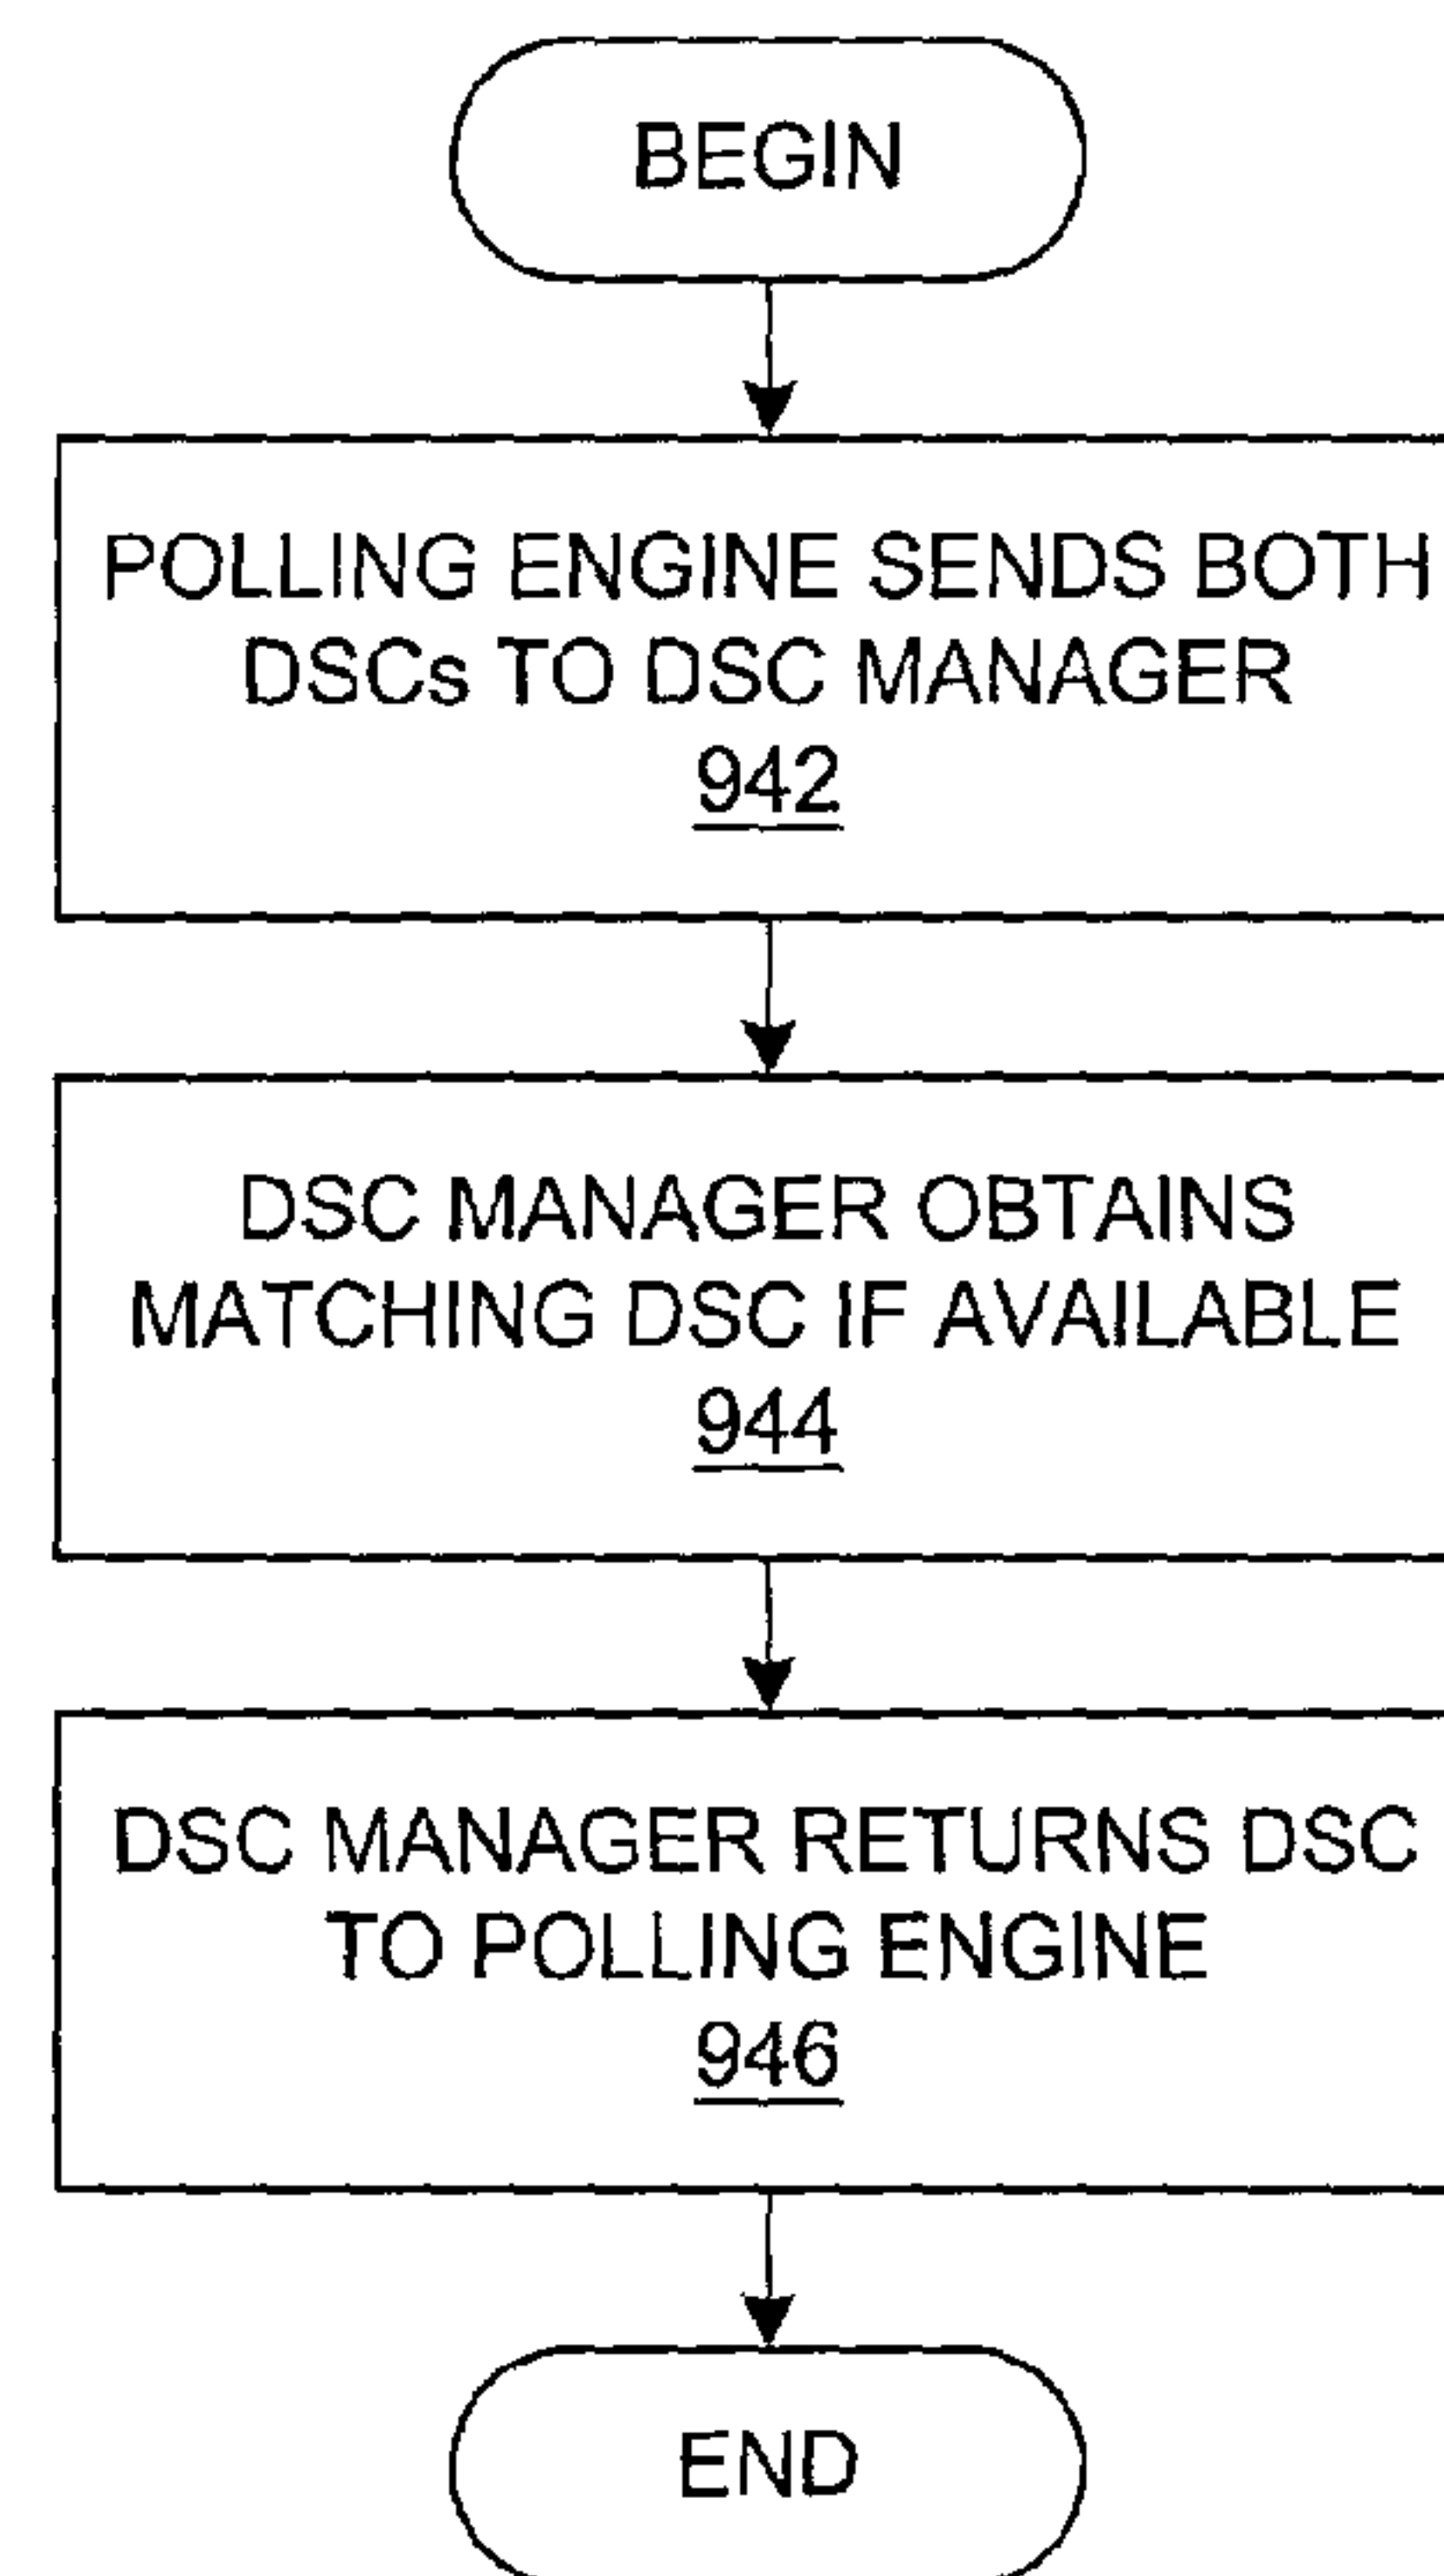 BEGIN
POLLING ENGINE SENDS BOTH
DSCs TO DSC MANAGER
942
DSC MANAGER OBTAINS
MATCHING DSC IF AVAILABLE
944
DSC MANAGER RETURNS DSC
TO POLLING ENGINE
946
END